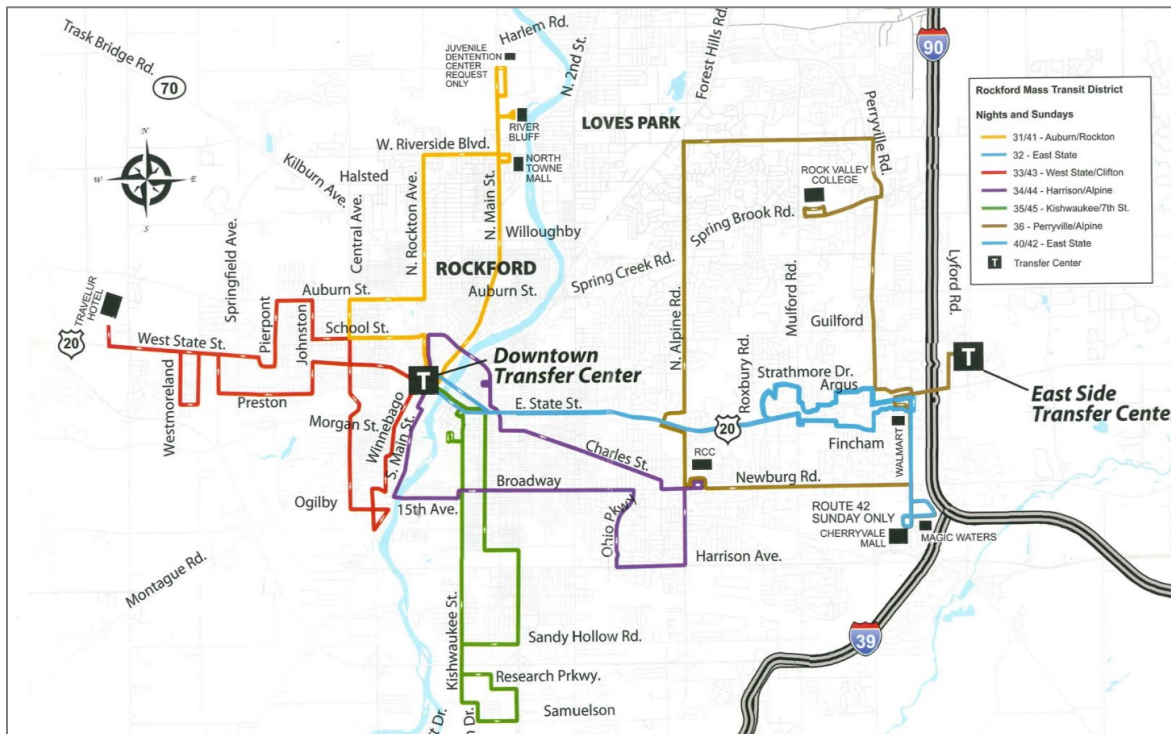 Harlem Rd.
Trask Bridge Rd.
70
JUVENILE
DENTENTION
CENTER
REQUEST
ONLY
N. 2nd St.
Forest Hills Rd.
90
Rockford Mass Transit District
Nights and Sundays
31/41 - Auburn/Rockton
32 - East State
33/43 - West State/Clifton
34/44 - Harrison/Alpine
35/45 - Kishwaukee/7th St.
36 - Perryville/Alpine
40/42 - East State
T Transfer Center
N
W E
S
RIVER
BLUFF
LOVES PARK
Perryville Rd.
W. Riverside Blvd.
NORTH
TOWNE
MALL
Kilburn Ave.
Halsted
Central Ave.
N. Rockton Ave.
N. Main St.
ROCK VALLEY
COLLEGE
Spring Brook Rd.
Willoughby
Springfield Ave.
ROCKFORD
Spring Creek Rd.
Mulford Rd.
Lyford Rd.
TRAVELUR
HOTEL
Auburn St.
Auburn St.
Pierpont
Johnston
School St.
N. Alpine Rd.
Guilford
20
West State St.
T
Downtown
Transfer Center
T
East Side
Transfer Center
Roxbury Rd.
Strathmore Dr.
Argus
Westmoreland
Preston
Morgan St.
Winnebago
S. Main St.
E. State St.
20
Fincham
WALMART
Charles St.
RCC
Newburg Rd.
Ogilby
15th Ave.
Broadway
Ohio Pkwy
ROUTE 42
SUNDAY ONLY
CHERRYVALE
MALL
MAGIC WATERS
Harrison Ave.
Montague Rd.
Kishwaukee St.
Sandy Hollow Rd.
39
Research Prkwy.
Samuelson